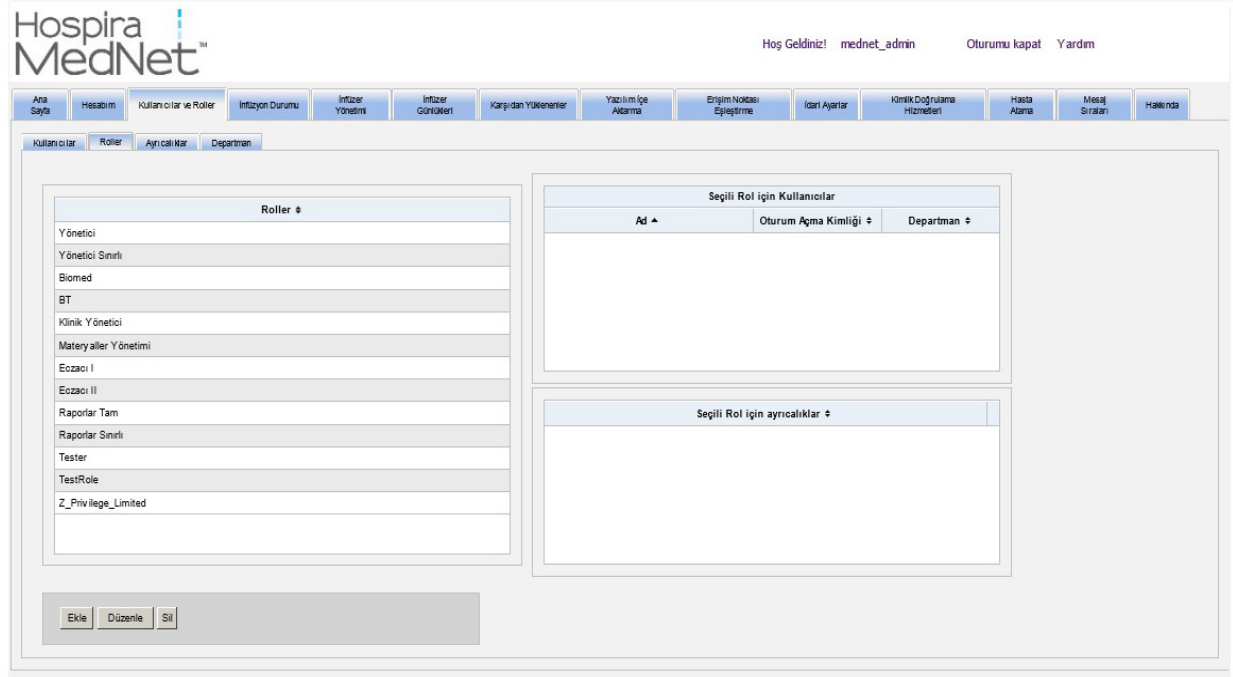 Hospira
MedNet™
Hoş Geldiniz! mednet_admin Oturumu kapat Yardım
Ana Sayfa
Hesabım
Kullanıcılar ve Roller
İnfüzyon Durumu
İnfüzer Yönetimi
İnfüzer Günlükleri
Karşıdan Yüklenenler
Yazılım İçe Aktarma
Erişim Noktası Eşleştirme
İdari Ayarlar
Kimlik Doğrulama Hizmetleri
Hasta Atama
Mesaj Sıraları
Hakkında
Kullanıcılar
Roller
Ayrıcalıklar
Departman
Roller
Yönetici
Yönetici Sınırlı
Biomed
BT
Klinik Yönetici
Materyaller Yönetimi
Eczacı I
Eczacı II
Raporlar Tam
Raporlar Sınırlı
Tester
TestRole
Z_Privilege_Limited
Seçili Rol için Kullanıcılar
Ad
Oturum Açma Kimliği
Departman
Seçili Rol için ayrıcalıklar
Ekle
Düzenle
Sil